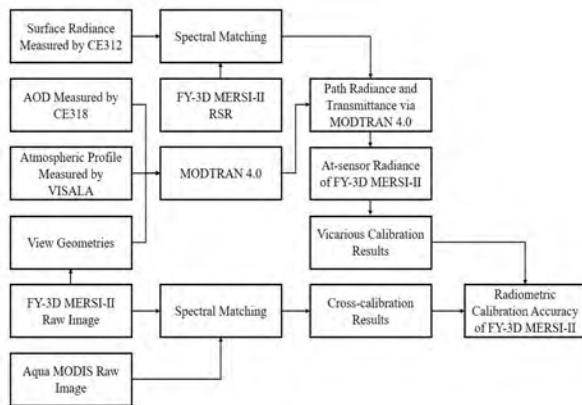 Surface Radiance
Measured by CE312
Spectral Matching
AOD Measured by
CE318
FY-3D MERSI-II
RSR
Path Radiance and
Transmittance via
MODTRAN 4.0
Atmospheric Profile
Measured by
VISALA
MODTRAN 4.0
At-sensor Radiance
of FY-3D MERSI-II
View Geometries
Vicarious Calibration
Results
FY-3D MERSI-II
Raw Image
Spectral Matching
Cross-calibration
Results
Radiometric
Calibration Accuracy
of FY-3D MERSI-II
Aqua MODIS Raw
Image